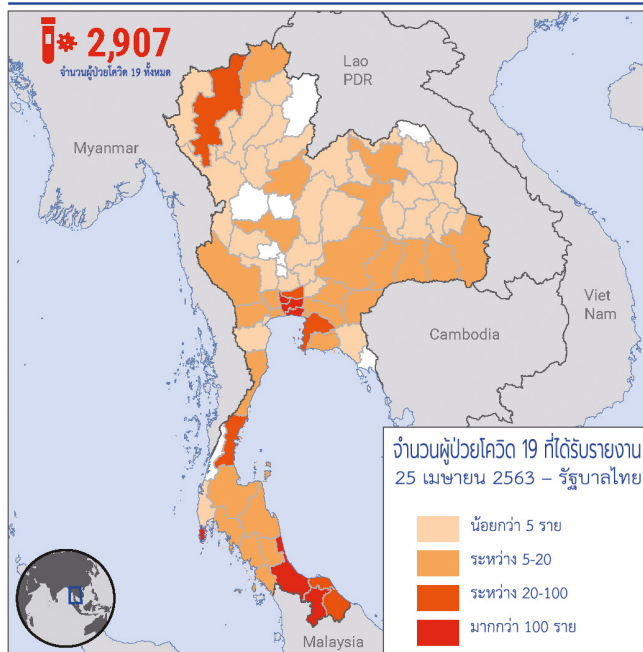 2,907
จำนวนผู้ป่วยโควิด 19 ทั้งหมด
Lao
PDR
Myanmar
Viet
Nam
Cambodia
จำนวนผู้ป่วยโควิด 19 ที่ได้รับรายงาน
25 เมษายน 2563 – รัฐบาลไทย
น้อยกว่า 5 ราย
ระหว่าง 5-20
ระหว่าง 20-100
มากกว่า 100 ราย
Malaysia